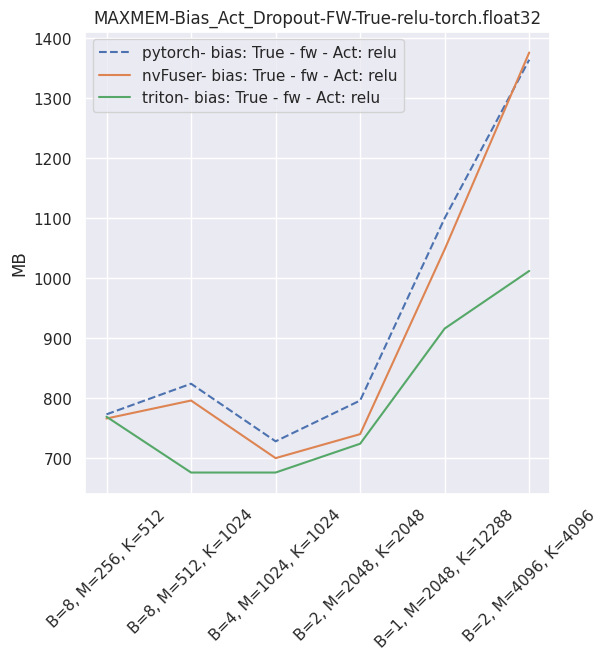 MAXMEM-Bias_Act_Dropout-FW-True-relu-torch.float32
pytorch- bias: True - fw - Act: relu
nvFuser- bias: True - fw - Act: relu
triton- bias: True - fw - Act: relu
MB
1400
1300
1200
1100
1000
900
800
700
B=8, M=256, K=512
B=8, M=512, K=1024
B=4, M=1024, K=1024
B=2, M=2048, K=2048
B=1, M=2048, K=12288
B=2, M=4096, K=4096